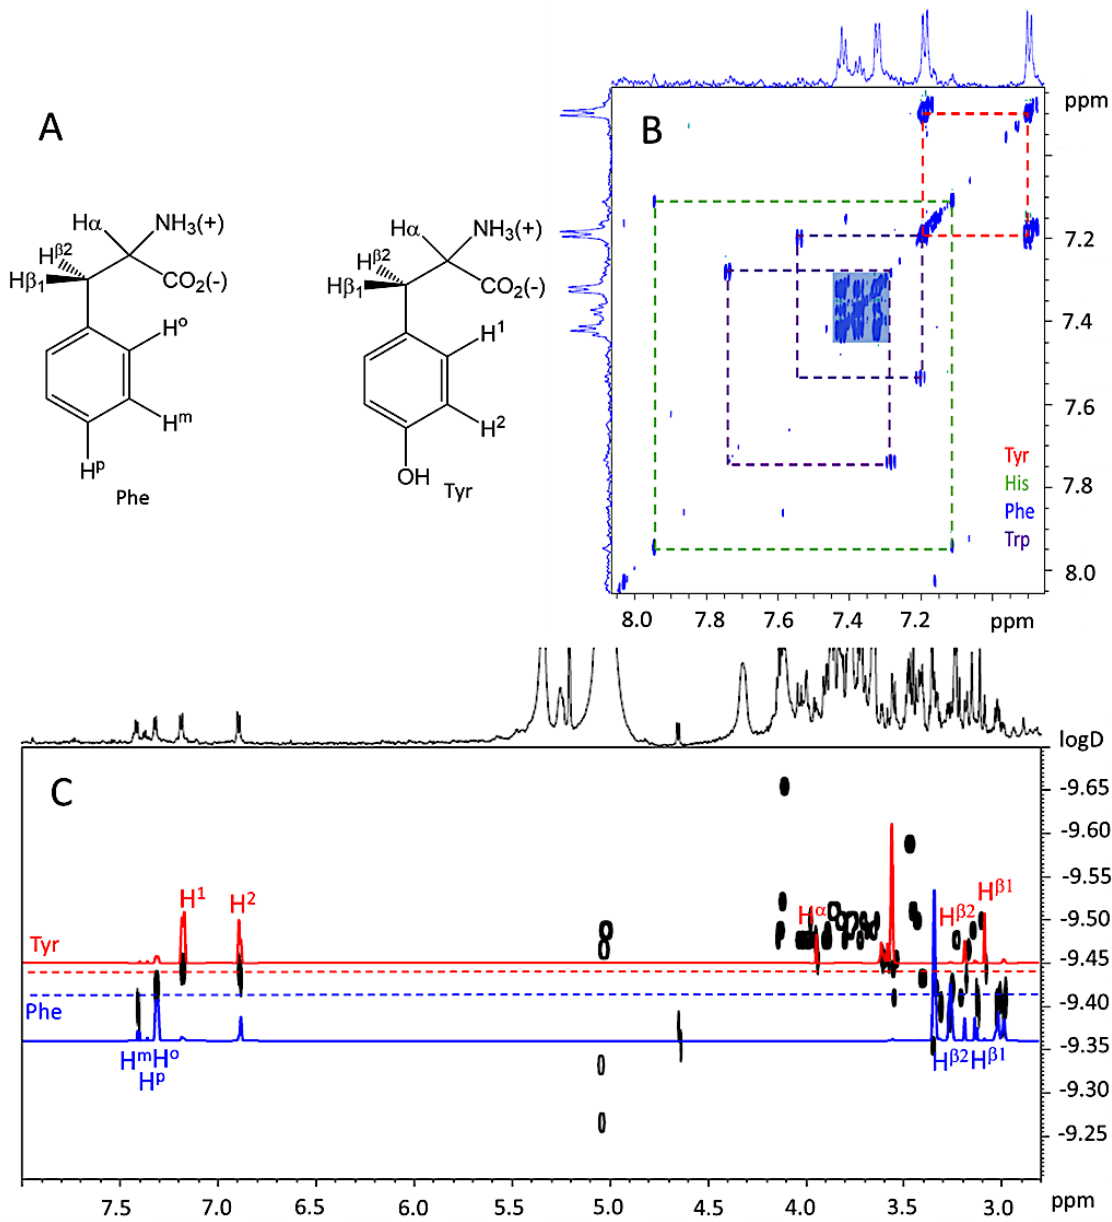 A
Hα
NH3(+)
Hβ2
Hβ1
CO2(-)
Ho
Hm
Hp
Phe
Hα
NH3(+)
Hβ2
Hβ1
CO2(-)
H1
H2
OH
Tyr
B
ppm
7.2
7.4
7.6
7.8
8.0
Tyr
His
Phe
Trp
8.0 7.8 7.6 7.4 7.2 ppm
C
logD
-9.65
-9.60
-9.55
-9.50
-9.45
-9.40
-9.35
-9.30
-9.25
H1
H2
Hα
Hβ2
Hβ1
Tyr
Phe
HmHo
Hp
Hβ2 Hβ1
7.5 7.0 6.5 6.0 5.5 5.0 4.5 4.0 3.5 3.0 ppm